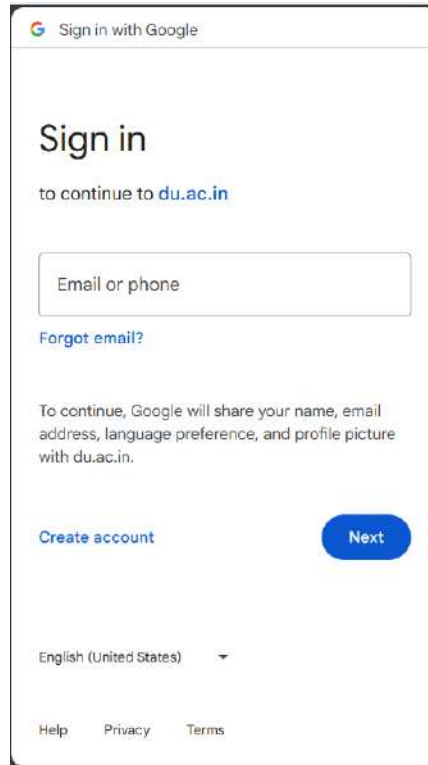 Sign in with Google
Sign in
to continue to du.ac.in
Email or phone
Forgot email?
To continue, Google will share your name, email
address, language preference, and profile picture
with du.ac.in.
Create account
Next
English (United States)
Help Privacy Terms